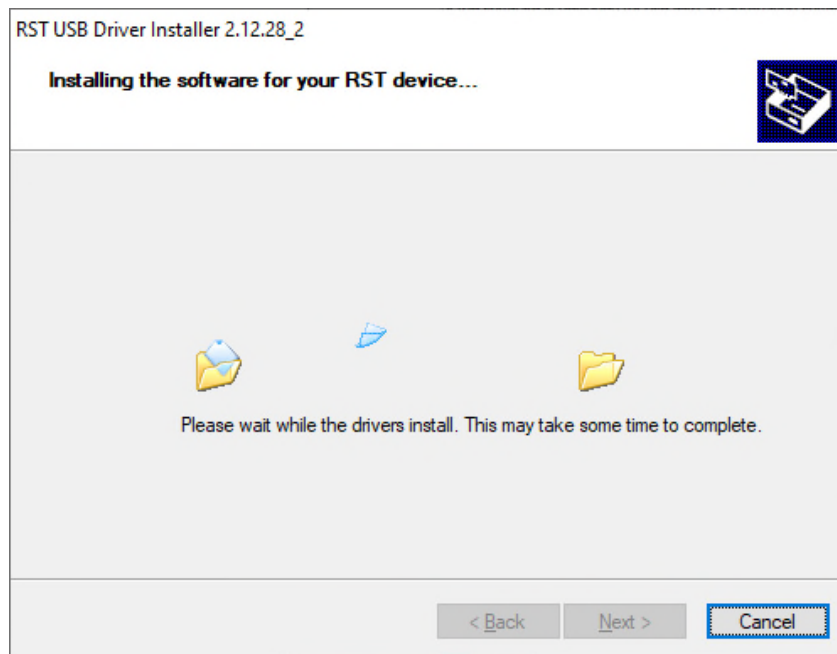 RST USB Driver Installer 2.12.28_2
Installing the software for your RST device...
Please wait while the drivers install. This may take some time to complete.
< Back Next > Cancel